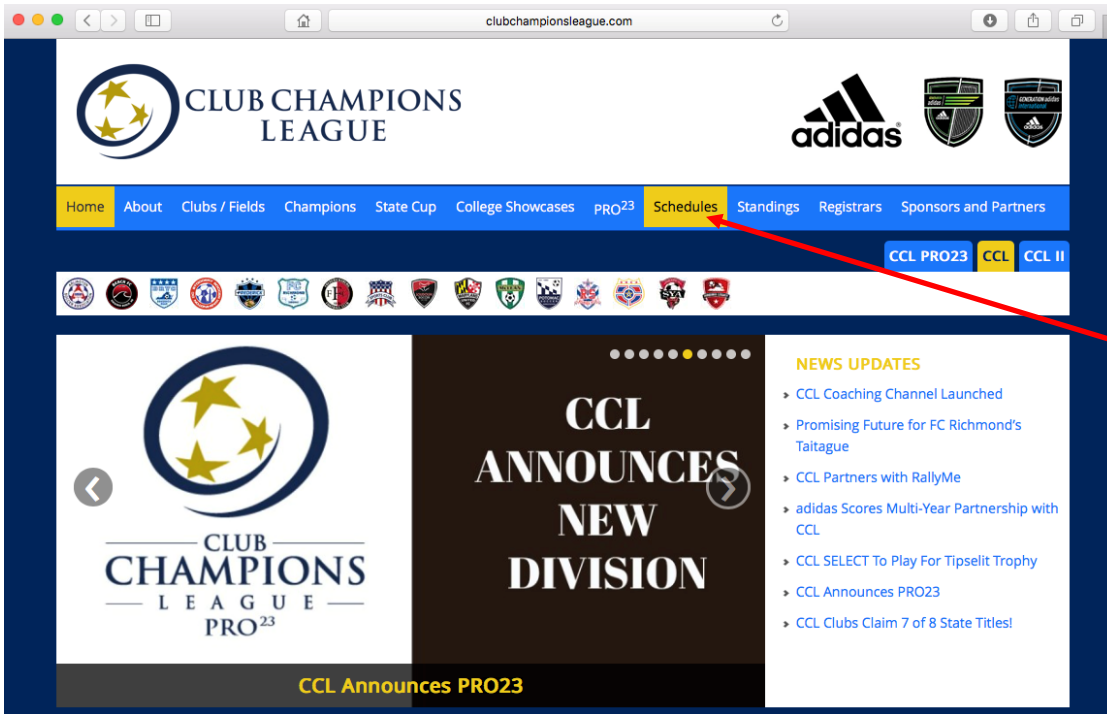 clubchampionsleague.com
CLUB CHAMPIONS
LEAGUE
adidas
Home About Clubs / Fields Champions State Cup College Showcases PRO23 Schedules Standings Registrars Sponsors and Partners
CCL PRO23 CCL CCL II
CLUB
CHAMPIONS
LEAGUE
PRO23
CCL
ANNOUNCES
NEW
DIVISION
CCL Announces PRO23
NEWS UPDATES
CCL Coaching Channel Launched
Promising Future for FC Richmond's
Taitague
CCL Partners with RallyMe
adidas Scores Multi-Year Partnership with
CCL
CCL SELECT To Play For Tipselit Trophy
CCL Announces PRO23
CCL Clubs Claim 7 of 8 State Titles!